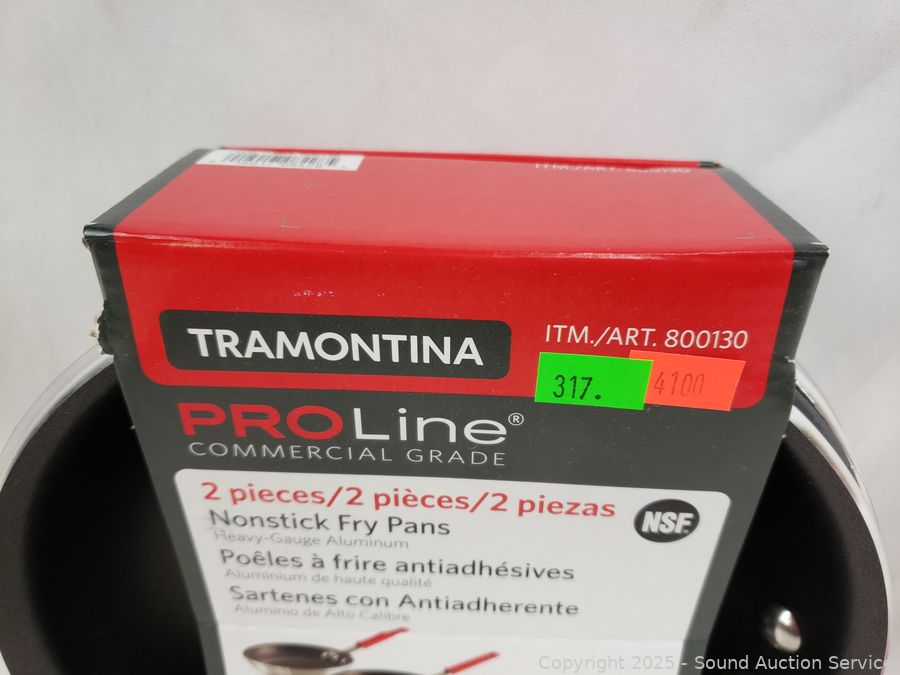 ITM./ART. 800130
TRAMONTINA
ITM./ART. 800130
317.
4100
PROLine®
COMMERCIAL GRADE
2 pieces/2 pièces/2 piezas
Nonstick Fry Pans
Heavy-Gauge Aluminum
Poêles à frire antiadhésives
Aluminium de haute qualité
Sartenes con Antiadherente
Aluminio de Alto Calibre
NSF
Copyright 2025 - Sound Auction Service